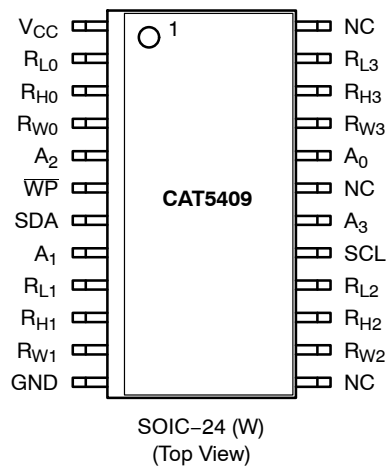 V_CC 1 NC
R_L0 R_L3
R_H0 R_H3
R_W0 R_W3
A_2 A_0
W̅P̅ NC
CAT5409
SDA A_3
A_1 SCL
R_L1 R_L2
R_H1 R_H2
R_W1 R_W2
GND NC
SOIC–24 (W)
(Top View)